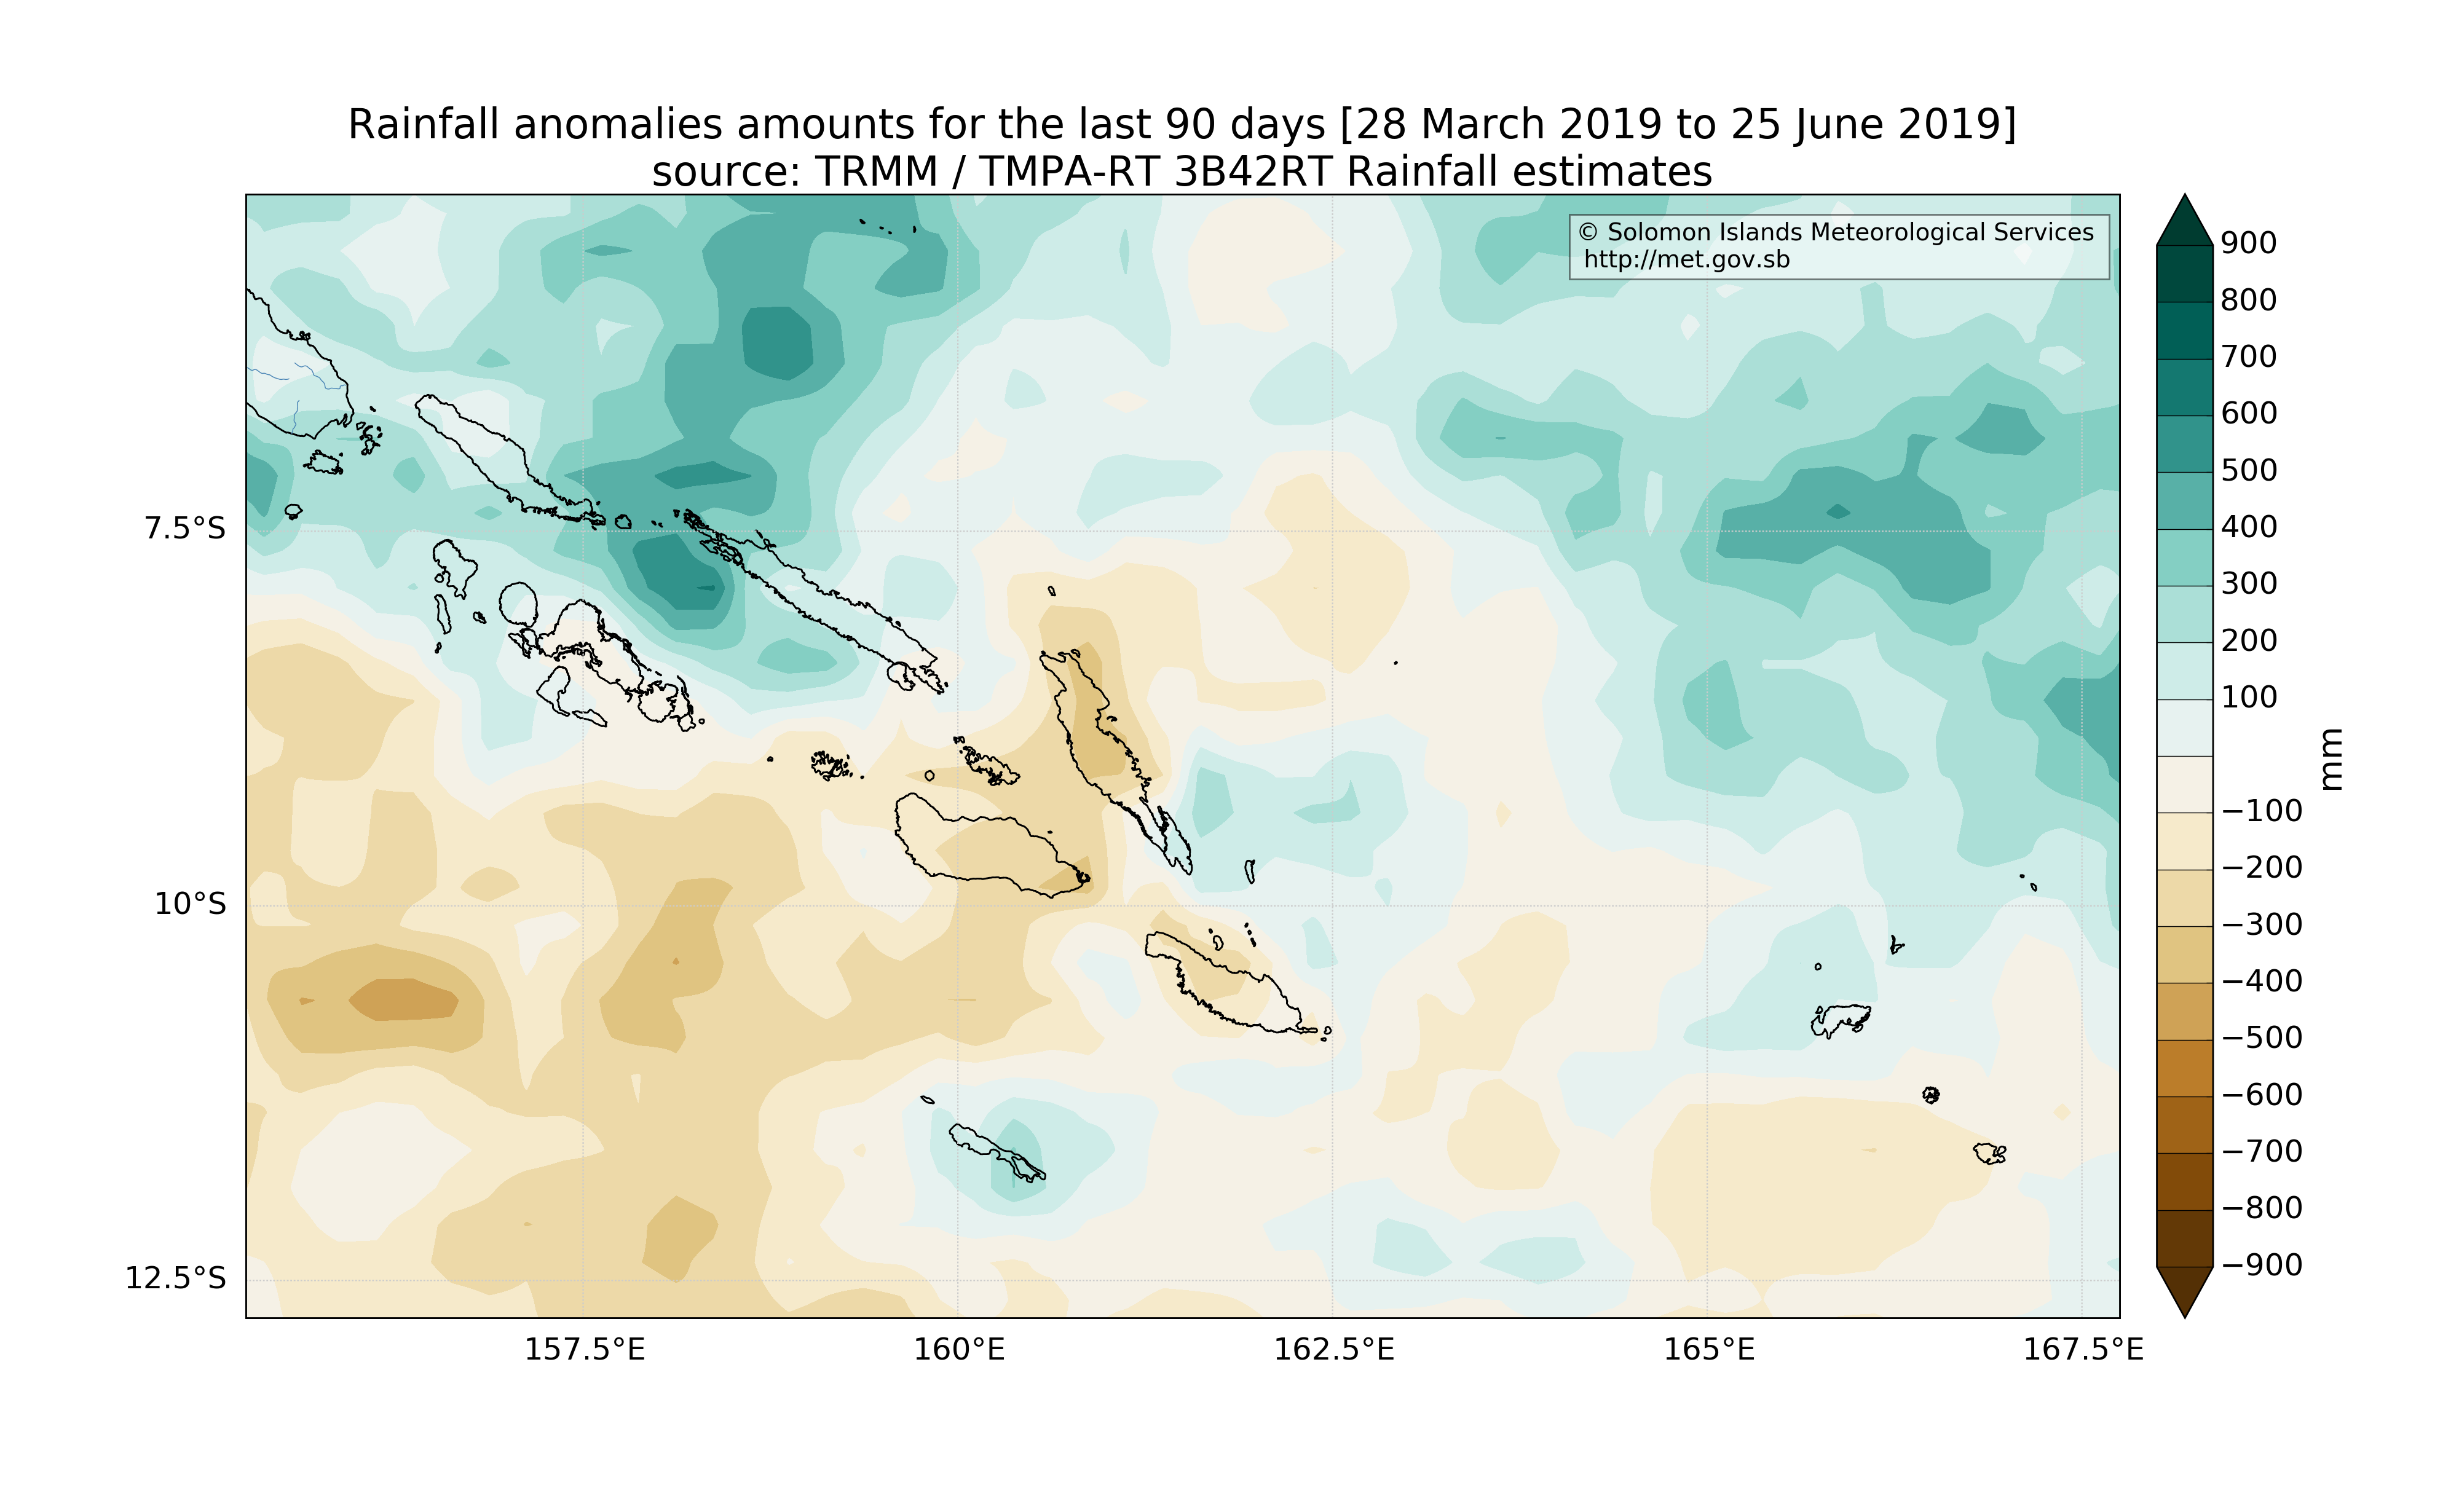 Rainfall anomalies amounts for the last 90 days [28 March 2019 to 25 June 2019]
source: TRMM / TMPA-RT 3B42RT Rainfall estimates
© Solomon Islands Meteorological Services
http://met.gov.sb
7.5°S
10°S
12.5°S
157.5°E
160°E
162.5°E
165°E
167.5°E
900
800
700
600
500
400
300
200
100
−100
−200
−300
−400
−500
−600
−700
−800
−900
mm